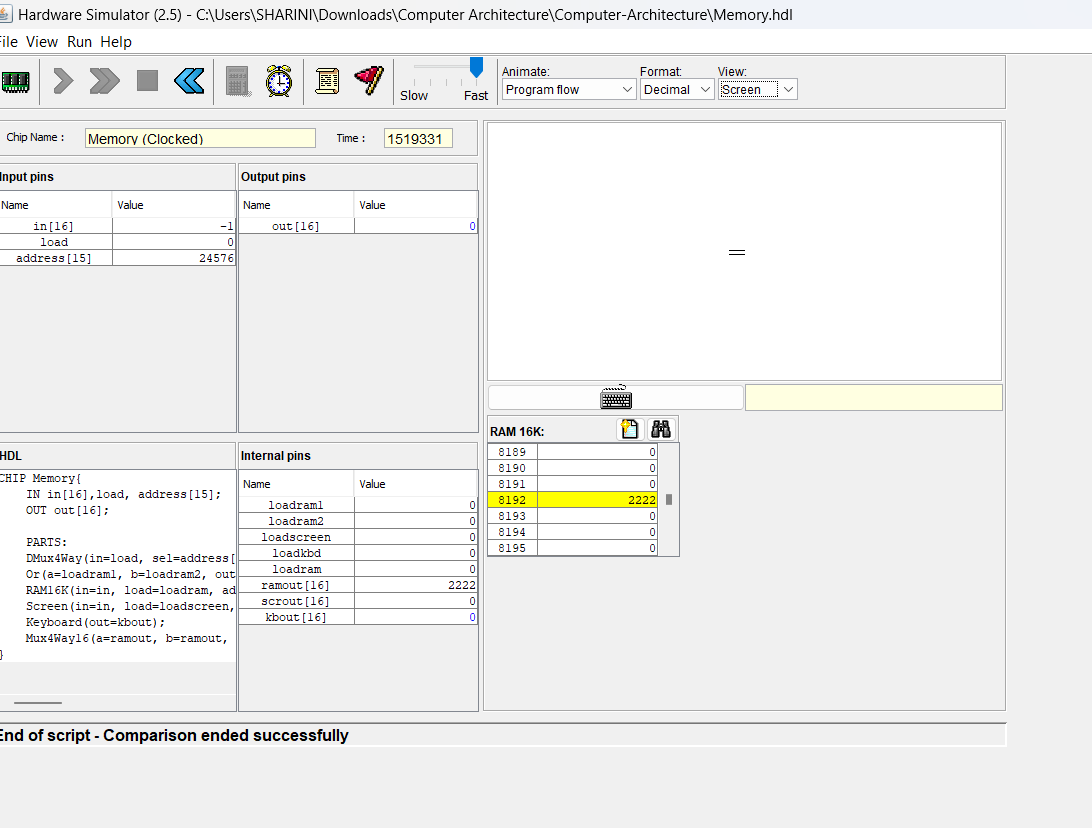 Hardware Simulator (2.5) - C:\Users\SHARINI\Downloads\Computer Architecture\Computer-Architecture\Memory.hdl
File View Run Help
Slow Fast
Animate: Format: View:
Program flow Decimal Screen
Chip Name : Memory (Clocked) Time : 1519331
Input pins
Name Value
in[16] -1
load 0
address[15] 24576
Output pins
Name Value
out[16] 0
HDL
CHIP Memory{
IN in[16],load, address[15];
OUT out[16];
PARTS:
DMux4Way(in=load, sel=address[
Or(a=loadram1, b=loadram2, out
RAM16K(in=in, load=loadram, ad
Screen(in=in, load=loadscreen,
Keyboard(out=kbout);
Mux4Way16(a=ramout, b=ramout,
}
Internal pins
Name Value
loadram1 0
loadram2 0
loadscreen 0
loadkbd 0
loadram 0
ramout[16] 2222
scrout[16] 0
kbout[16] 0
RAM 16K:
8189 0
8190 0
8191 0
8192 2222
8193 0
8194 0
8195 0
End of script - Comparison ended successfully